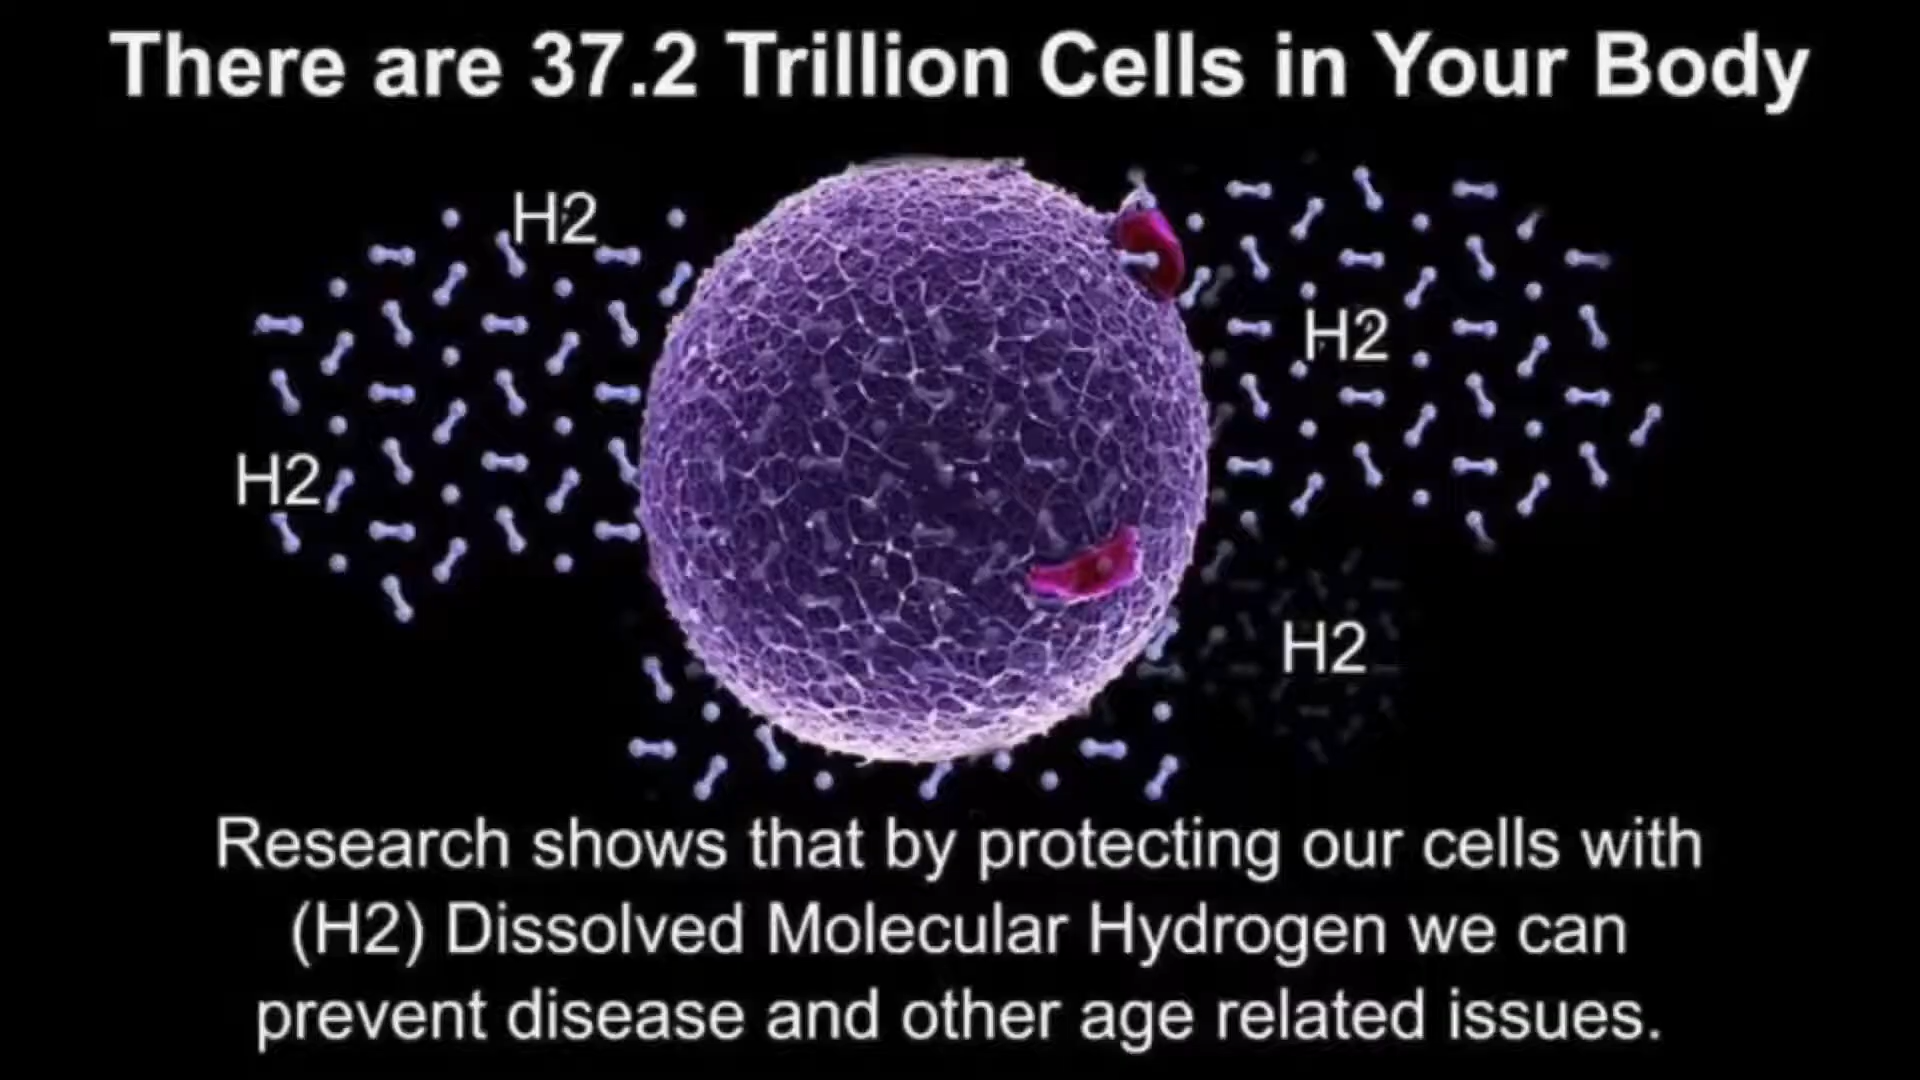 There are 37.2 Trillion Cells in Your Body
H2
H2
H2
H2
Research shows that by protecting our cells with
(H2) Dissolved Molecular Hydrogen we can
prevent disease and other age related issues.